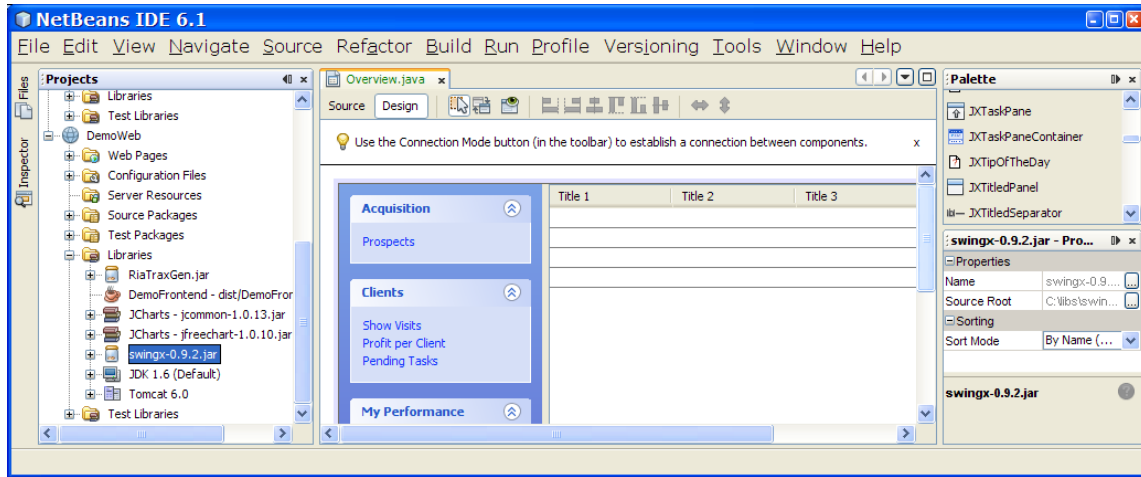 NetBeans IDE 6.1
File Edit View Navigate Source Refactor Build Run Profile Versioning Tools Window Help
Files
Inspector
Projects
Libraries
Test Libraries
DemoWeb
Web Pages
Configuration Files
Server Resources
Source Packages
Test Packages
Libraries
RiaTraxGen.jar
DemoFrontend - dist/DemoFron
JCharts - jcommon-1.0.13.jar
JCharts - jfreechart-1.0.10.jar
swingx-0.9.2.jar
JDK 1.6 (Default)
Tomcat 6.0
Test Libraries
Overview.java x
Source Design
Use the Connection Mode button (in the toolbar) to establish a connection between components. x
Acquisition
Prospects
Clients
Show Visits
Profit per Client
Pending Tasks
My Performance
Title 1 Title 2 Title 3
Palette
JXTaskPane
JXTaskPaneContainer
JXTipOfTheDay
JXTitledPanel
JXTitledSeparator
swingx-0.9.2.jar - Pro...
Properties
Name swingx-0.9.... ...
Source Root C:\libs\swin... ...
Sorting
Sort Mode By Name (...
swingx-0.9.2.jar ?